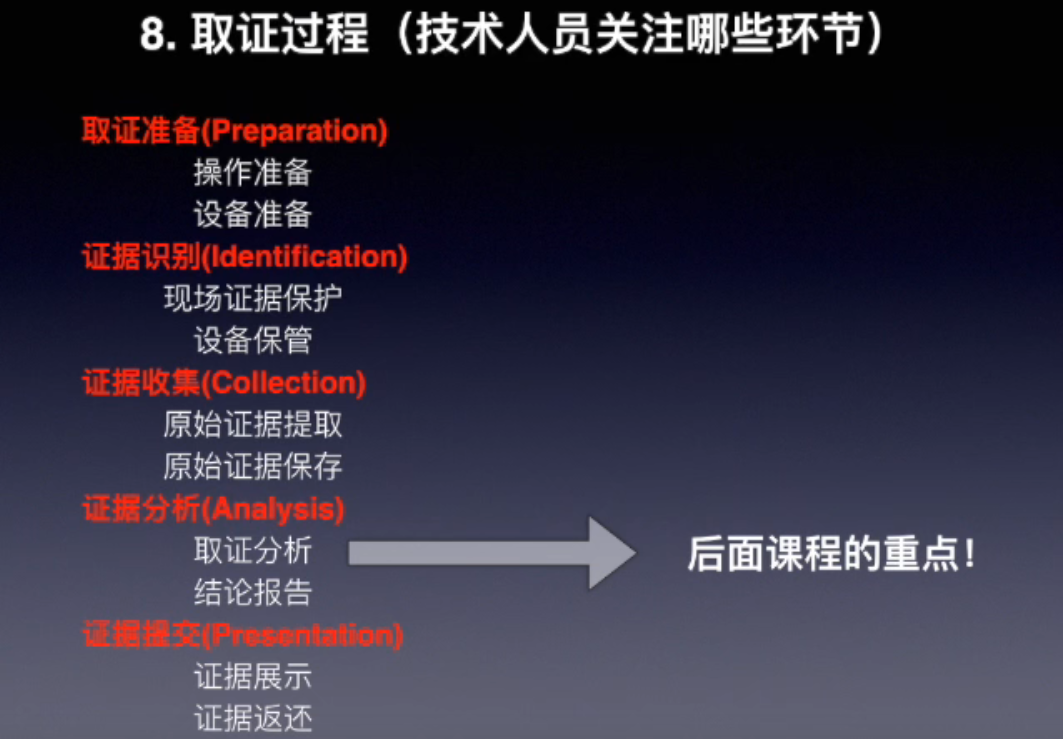 8. 取证过程（技术人员关注哪些环节）
取证准备(Preparation)
操作准备
设备准备
证据识别(Identification)
现场证据保护
设备保管
证据收集(Collection)
原始证据提取
原始证据保存
证据分析(Analysis)
取证分析
后面课程的重点！
结论报告
证据提交(Presentation)
证据展示
证据返还